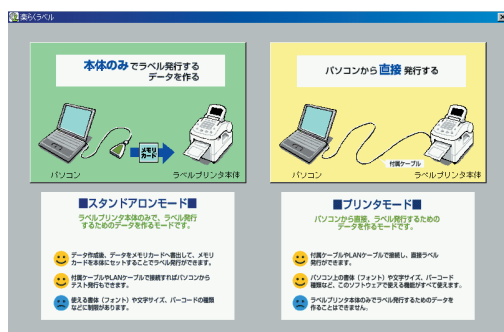 楽らくラベル
本体のみでラベル発行する
データを作る
メモリ
カード
パソコン
ラベルプリンタ本体
■スタンドアロンモード■
ラベルプリンタ本体のみで、ラベル発行
するためのデータを作るモードです。
データ作成後、データをメモリカードへ書出して、メモリ
カードを本体にセットすることでラベル発行ができます。
付属ケーブルやLANケーブルで接続すればパソコンから
テスト発行もできます。
使える書体（フォント）や文字サイズ、バーコードの種類
などに制限があります。
パソコンから直接発行する
付属ケーブル
パソコン
ラベルプリンタ本体
■プリンタモード■
パソコンから直接、ラベル発行するための
データを作るモードです。
付属ケーブルやLANケーブルで接続し、直接ラベル
発行ができます。
パソコン上の書体（フォント）や文字サイズ、バーコード
種類など、このソフトウェアで使える機能がすべて使えます。
ラベルプリンタ本体のみでラベル発行するためのデータを
作ることはできません。